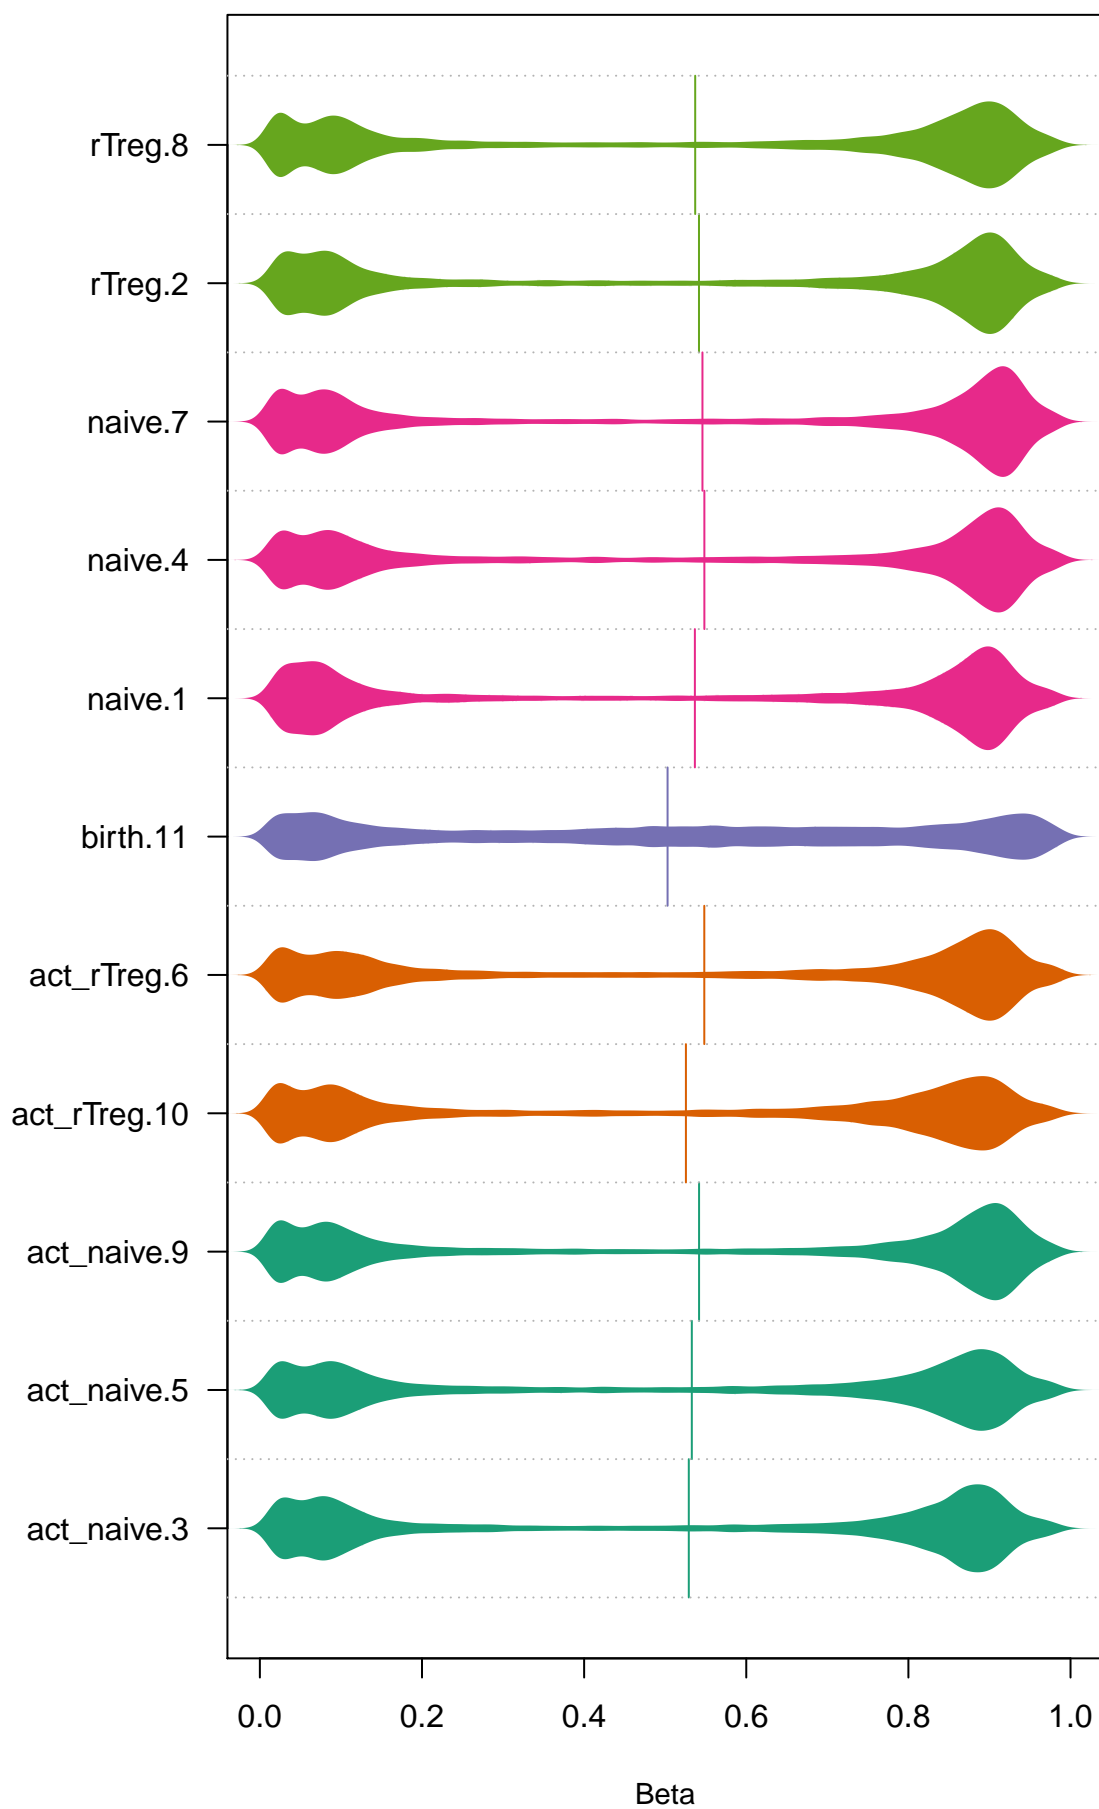 rTreg.8
rTreg.2
naive.7
naive.4
naive.1
birth.11
act_rTreg.6
act_rTreg.10
act_naive.9
act_naive.5
act_naive.3
0.0 0.2 0.4 0.6 0.8 1.0
Beta